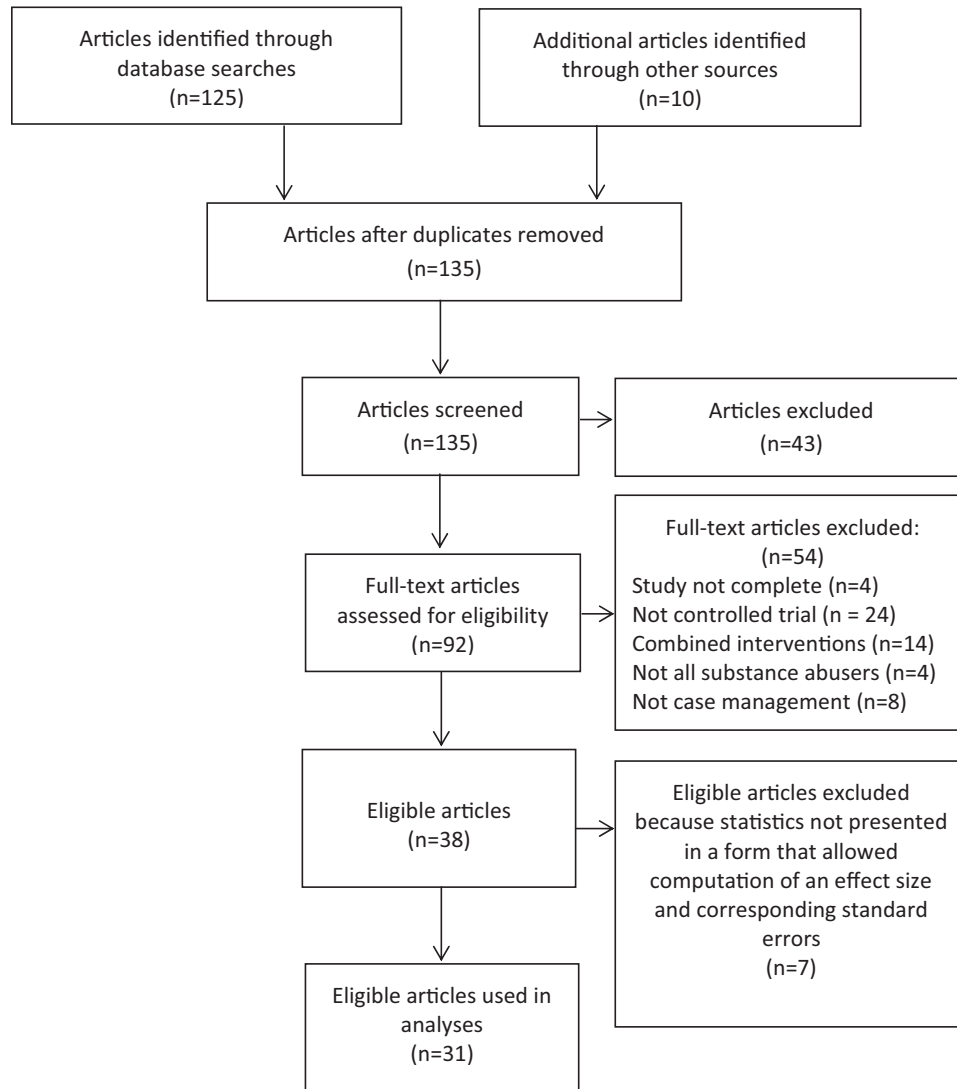 Articles identified through
database searches
(n=125)
Additional articles identified
through other sources
(n=10)
Articles after duplicates removed
(n=135)
Articles screened
(n=135)
Articles excluded
(n=43)
Full-text articles
assessed for eligibility
(n=92)
Full-text articles excluded:
(n=54)
Study not complete (n=4)
Not controlled trial (n = 24)
Combined interventions (n=14)
Not all substance abusers (n=4)
Not case management (n=8)
Eligible articles
(n=38)
Eligible articles excluded
because statistics not presented
in a form that allowed
computation of an effect size
and corresponding standard
errors
(n=7)
Eligible articles used in
analyses
(n=31)